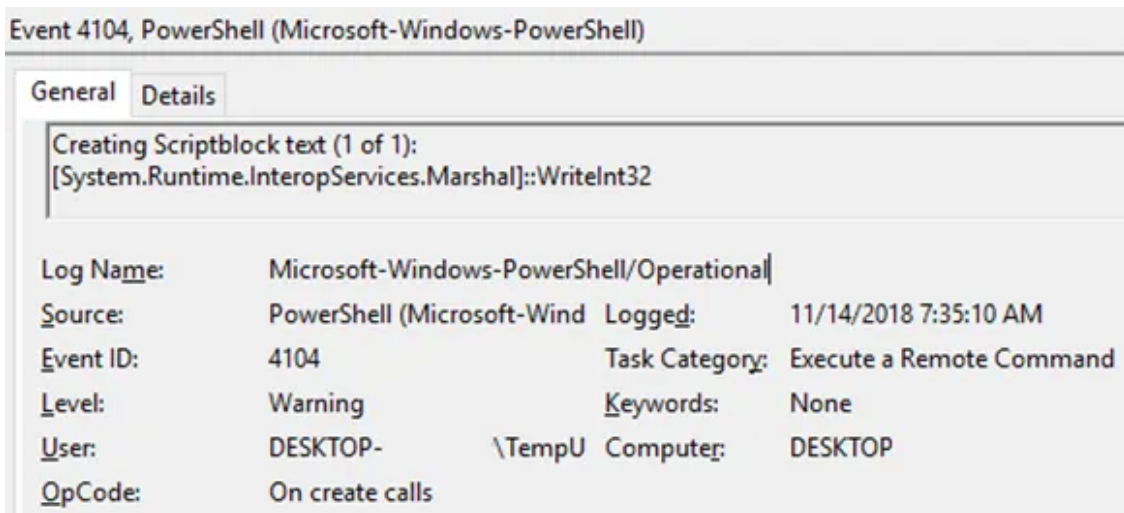 Event 4104, PowerShell (Microsoft-Windows-PowerShell)
General Details
Creating Scriptblock text (1 of 1):
[System.Runtime.InteropServices.Marshal]::WriteInt32
Log Name: Microsoft-Windows-PowerShell/Operational
Source: PowerShell (Microsoft-Wind Logged: 11/14/2018 7:35:10 AM
Event ID: 4104 Task Category: Execute a Remote Command
Level: Warning Keywords: None
User: DESKTOP- \TempU Computer: DESKTOP
OpCode: On create calls